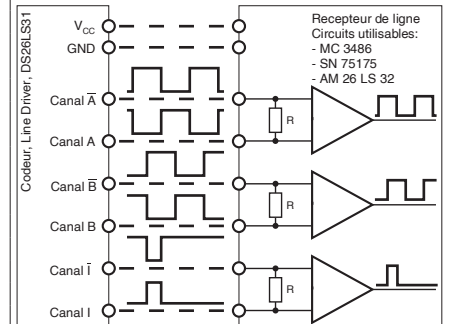 Codeur, Line Driver, DS26LS31
VCC
GND
Canal A̅
Canal A
Canal B̅
Canal B
Canal I̅
Canal I
Recepteur de ligne
Circuits utilisables:
- MC 3486
- SN 75175
- AM 26 LS 32
R
R
R